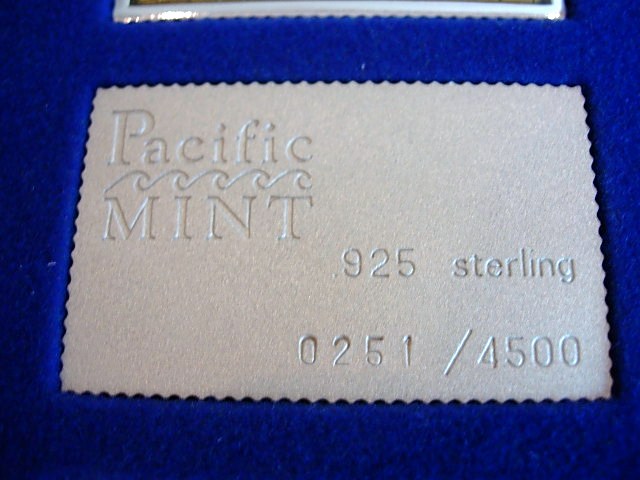 Pacific
MINT
.925 sterling
0251 /4500